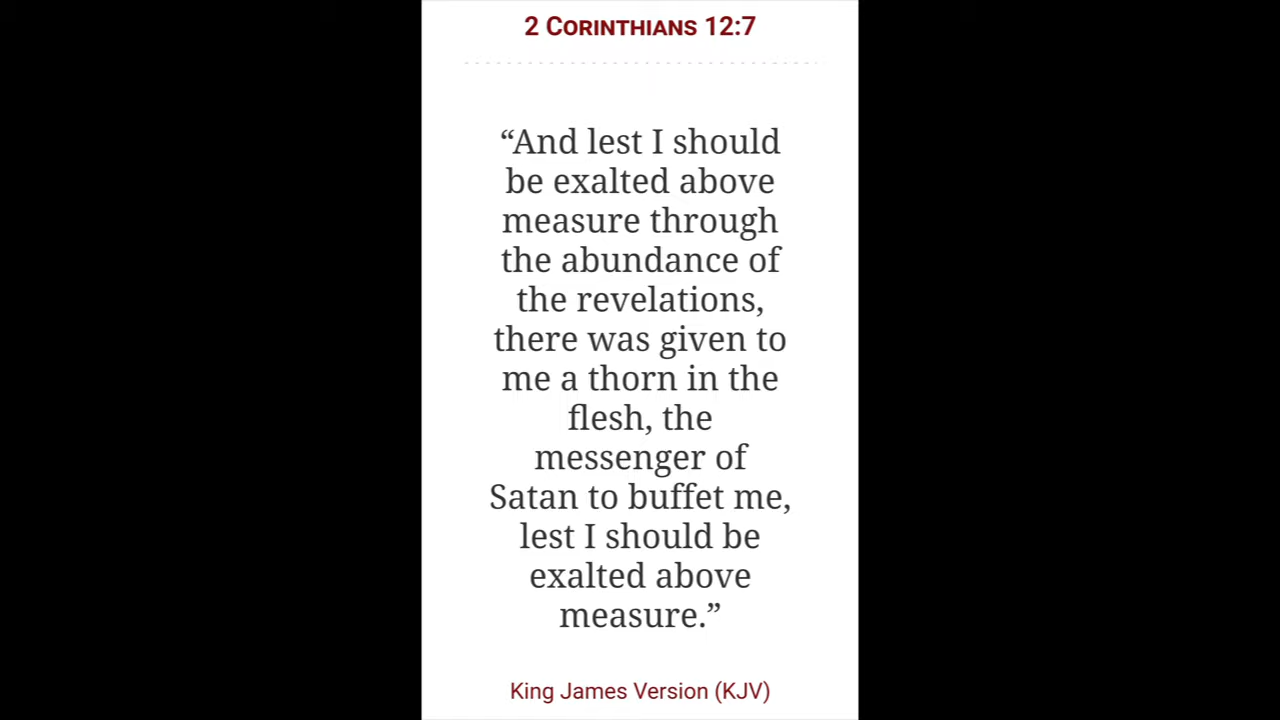 2 Corinthians 12:7
“And lest I should
be exalted above
measure through
the abundance of
the revelations,
there was given to
me a thorn in the
flesh, the
messenger of
Satan to buffet me,
lest I should be
exalted above
measure.”
King James Version (KJV)